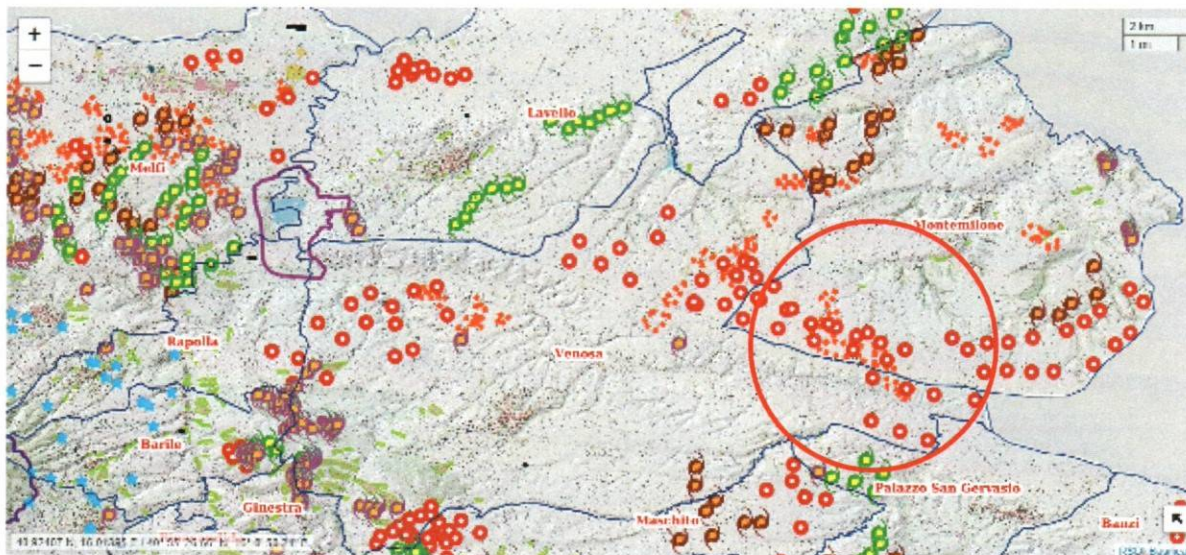 +
2 km
1 mi
−
Lavello
Melfi
Montemilone
Rapolla
Venosa
Barile
Palazzo San Gervasio
Ginestra
Maschito
Banzi